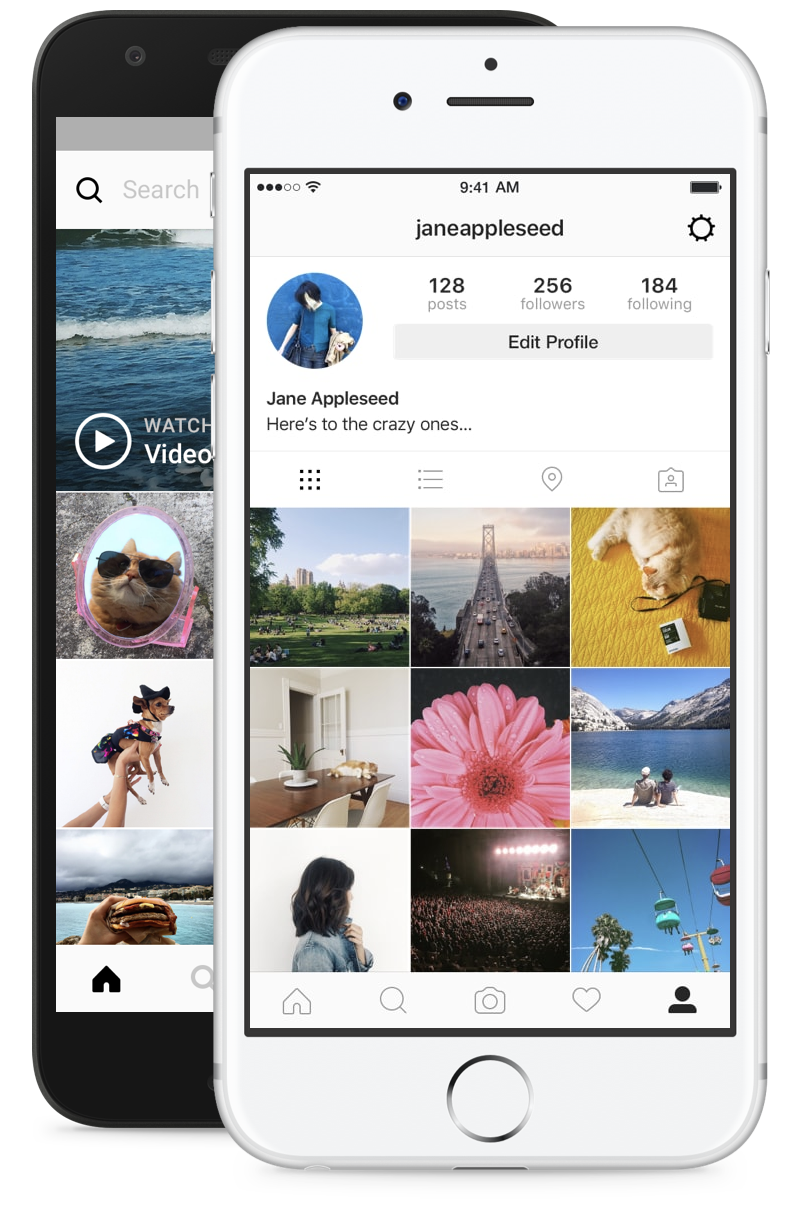 Search
WATCH
Video
9:41 AM
janeappleseed
128 256 184
posts followers following
Edit Profile
Jane Appleseed
Here’s to the crazy ones...